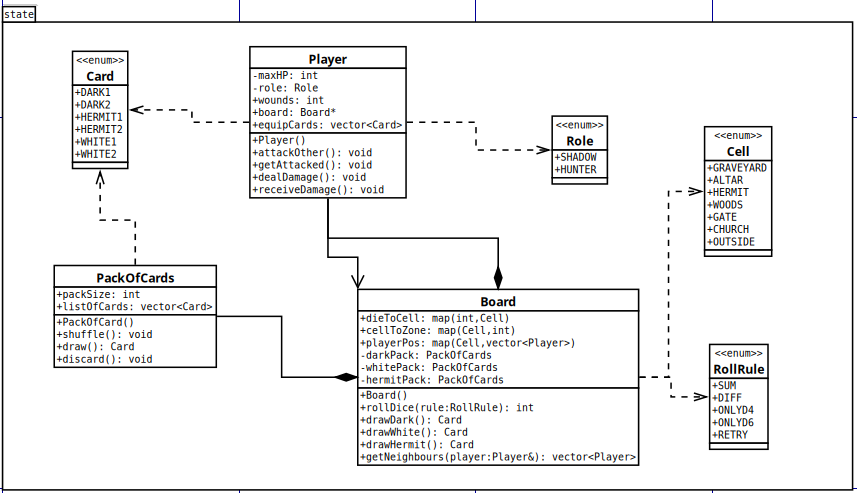 state
<<enum>>
Card
+DARK1
+DARK2
+HERMIT1
+HERMIT2
+WHITE1
+WHITE2
Player
-maxHP: int
-role: Role
+wounds: int
+board: Board*
+equipCards: vector<Card>
+Player()
+attackOther(): void
+getAttacked(): void
+dealDamage(): void
+receiveDamage(): void
<<enum>>
Role
+SHADOW
+HUNTER
<<enum>>
Cell
+GRAVEYARD
+ALTAR
+HERMIT
+WOODS
+GATE
+CHURCH
+OUTSIDE
PackOfCards
+packSize: int
+listOfCards: vector<Card>
+PackOfCard()
+shuffle(): void
+draw(): Card
+discard(): void
Board
+dieToCell: map(int,Cell)
+cellToZone: map(Cell,int)
+playerPos: map(Cell,vector<Player>)
-darkPack: PackOfCards
-whitePack: PackOfCards
-hermitPack: PackOfCards
+Board()
+rollDice(rule:RollRule): int
+drawDark(): Card
+drawWhite(): Card
+drawHermit(): Card
+getNeighbours(player:Player&): vector<Player>
<<enum>>
RollRule
+SUM
+DIFF
+ONLYD4
+ONLYD6
+RETRY